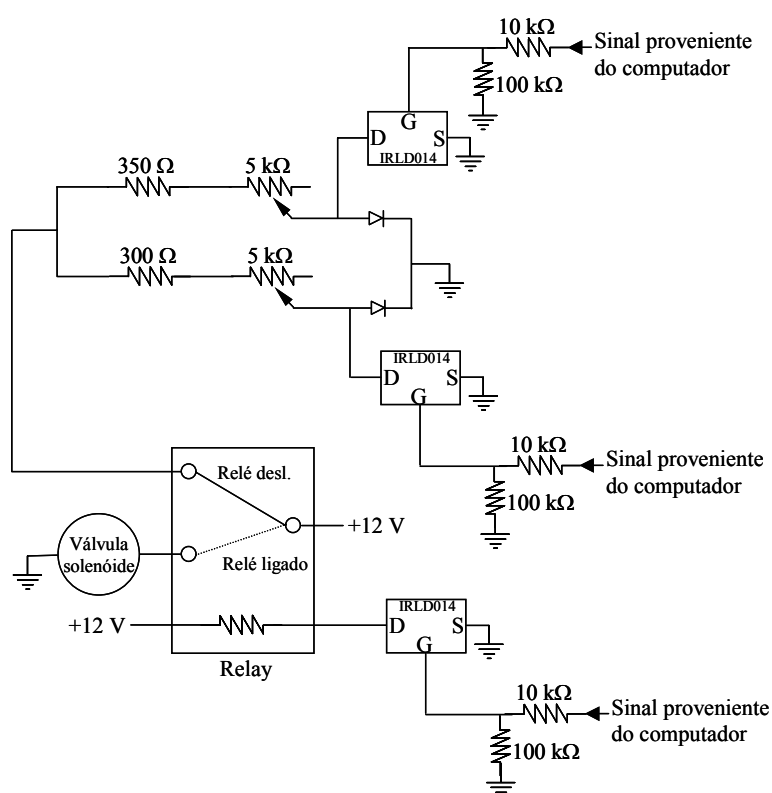 10 kΩ
Sinal proveniente
do computador
100 kΩ
G
D
S
IRLD014
350 Ω
5 kΩ
300 Ω
5 kΩ
IRLD014
D
S
G
10 kΩ
Sinal proveniente
do computador
100 kΩ
Relé desl.
+12 V
Válvula
solenóide
Relé ligado
+12 V
IRLD014
D
S
G
Relay
10 kΩ
Sinal proveniente
do computador
100 kΩ